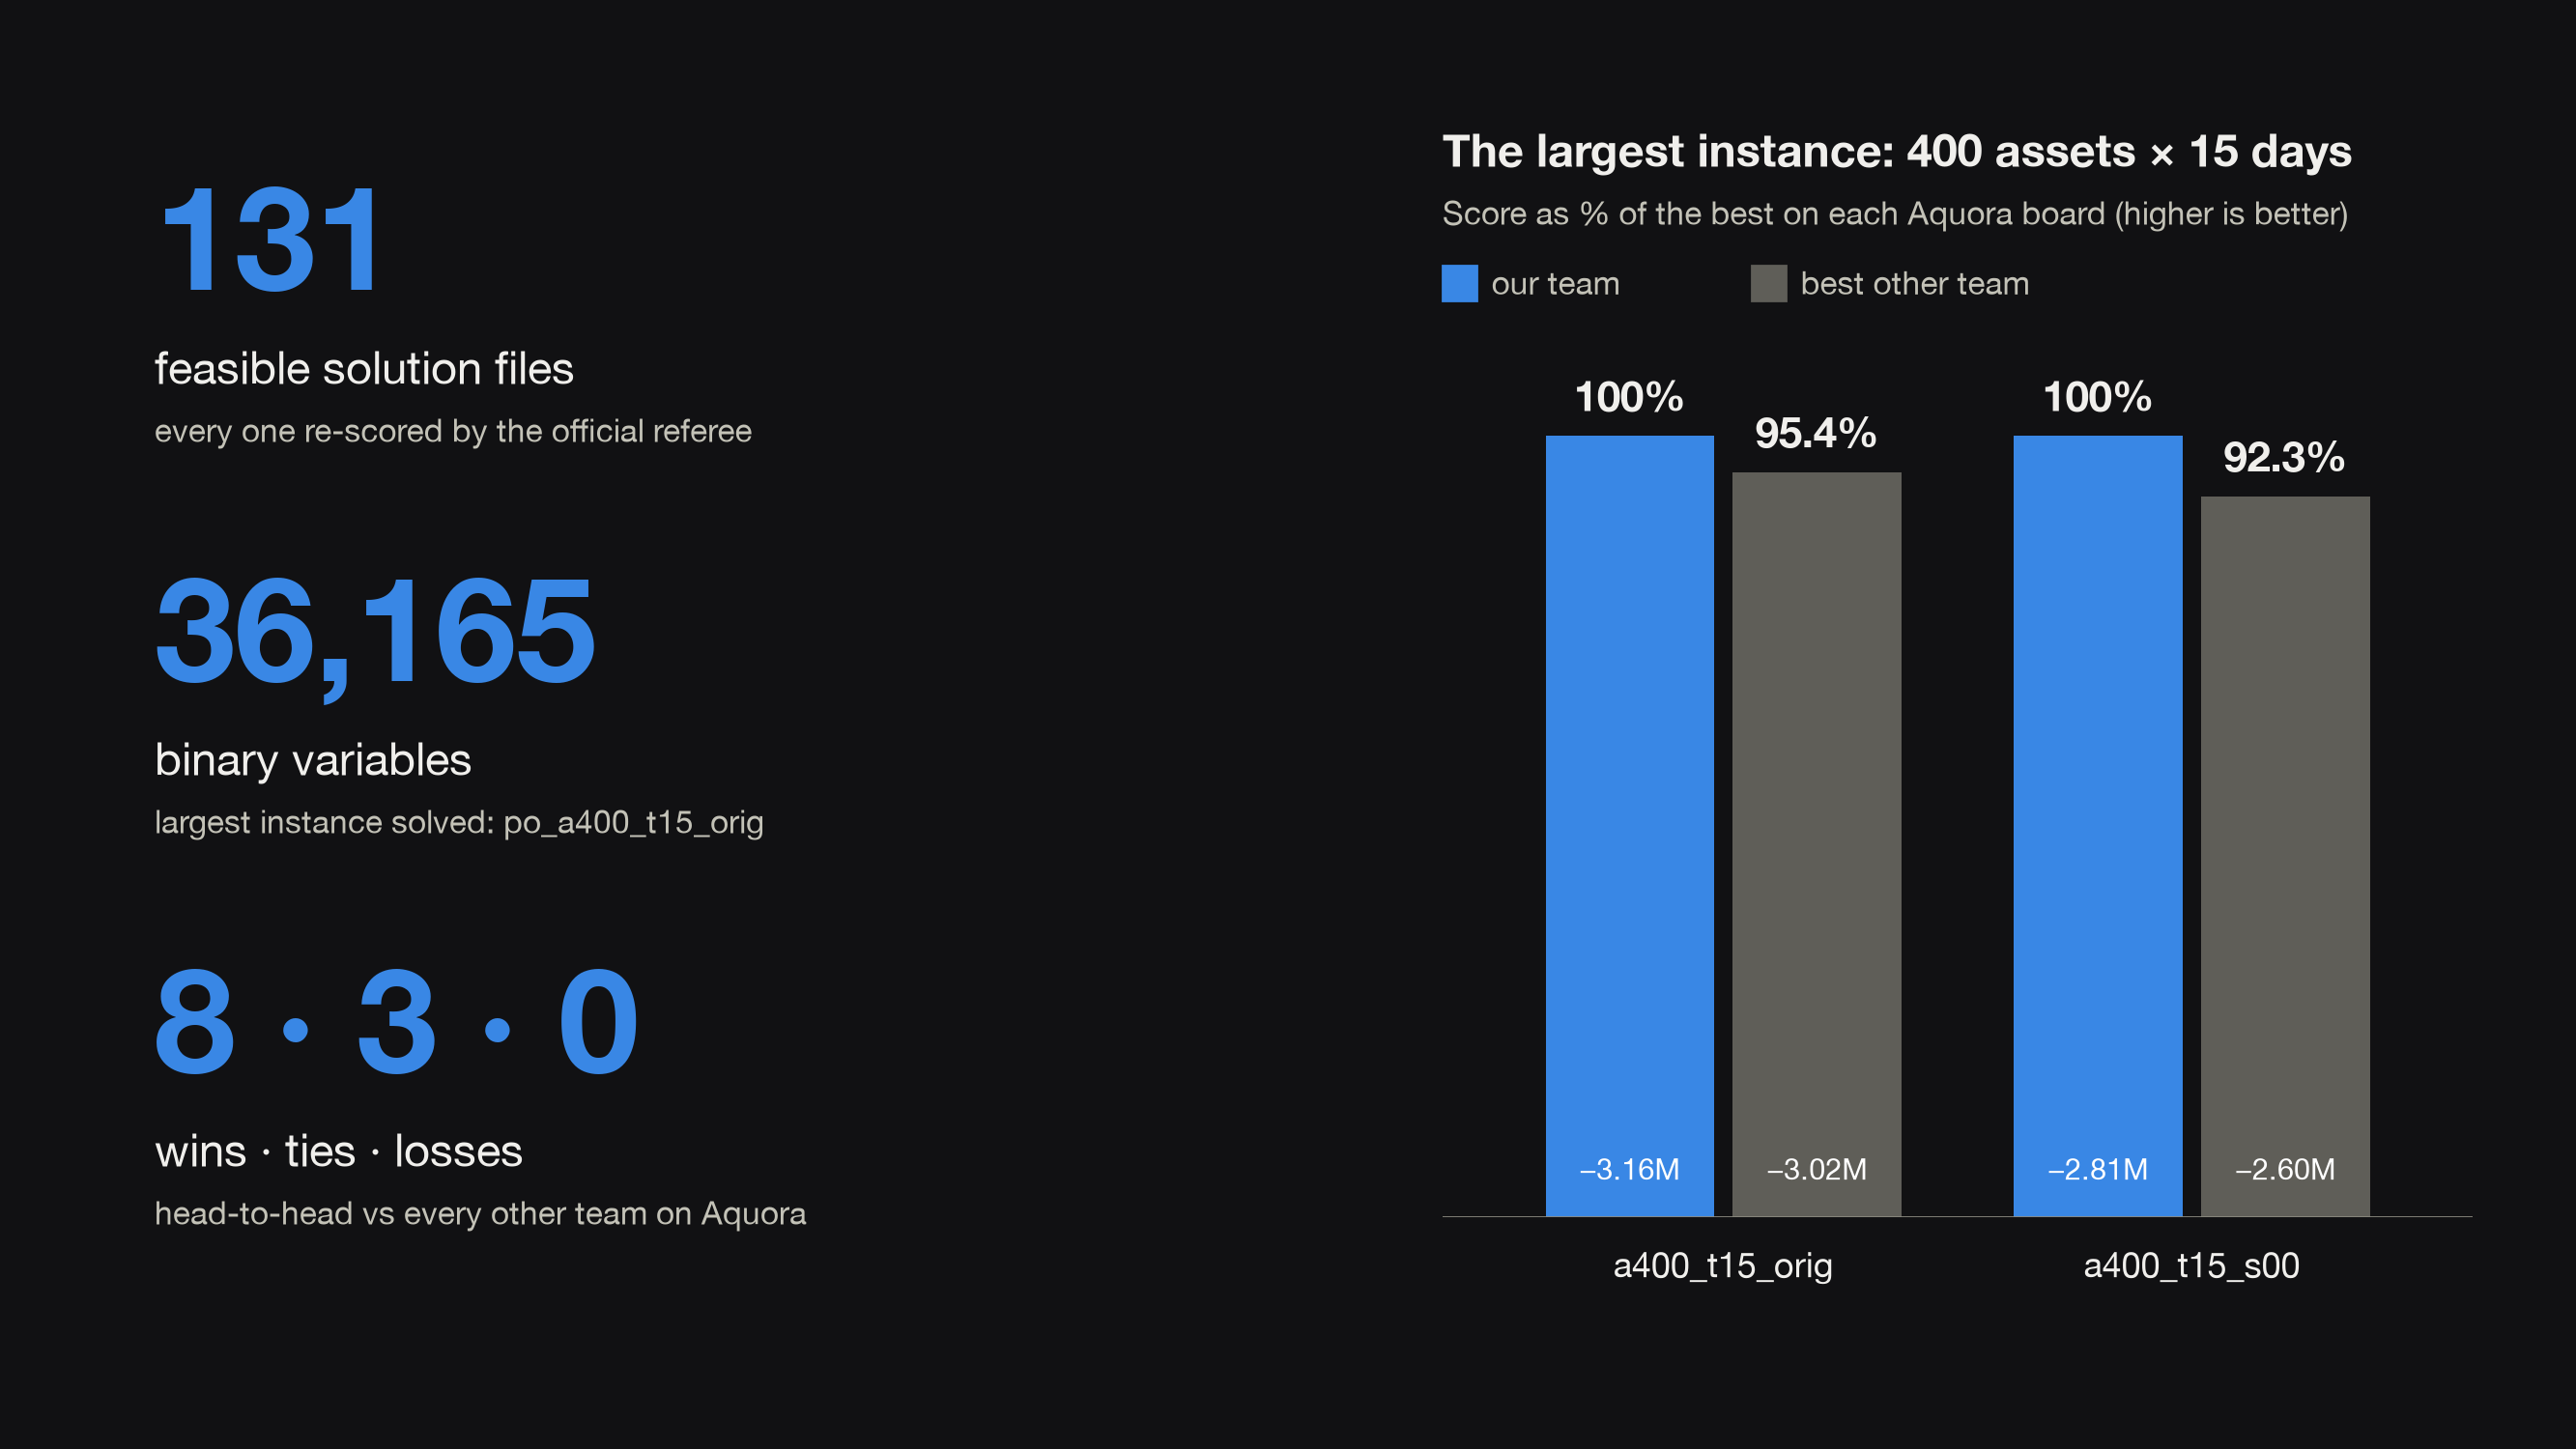 131
feasible solution files
every one re-scored by the official referee
36,165
binary variables
largest instance solved: po_a400_t15_orig
8 · 3 · 0
wins · ties · losses
head-to-head vs every other team on Aquora
The largest instance: 400 assets × 15 days
Score as % of the best on each Aquora board (higher is better)
our team
best other team
100%
95.4%
100%
92.3%
–3.16M
–3.02M
–2.81M
–2.60M
a400_t15_orig
a400_t15_s00